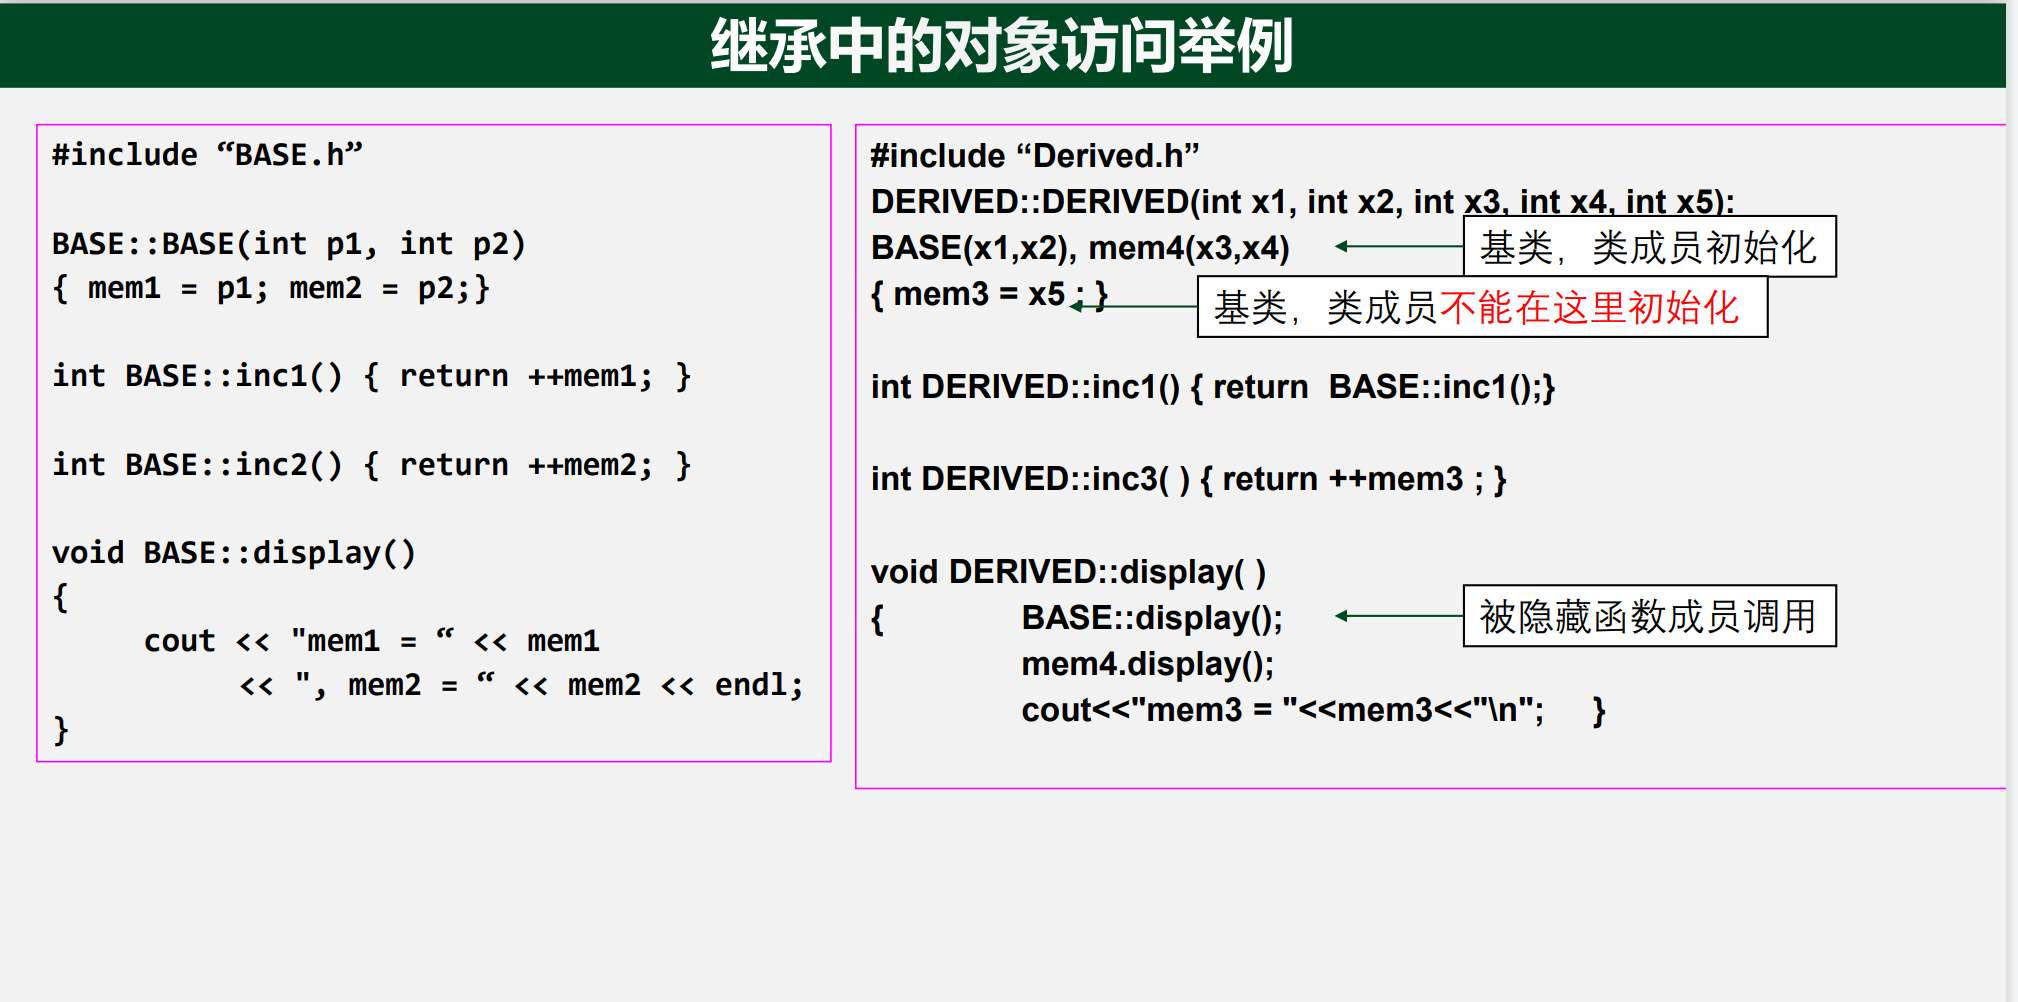 继承中的对象访问举例
#include “BASE.h”
BASE::BASE(int p1, int p2)
{ mem1 = p1; mem2 = p2;}
int BASE::inc1() { return ++mem1; }
int BASE::inc2() { return ++mem2; }
void BASE::display()
{
cout << "mem1 = “ << mem1
<< ", mem2 = “ << mem2 << endl;
}
#include “Derived.h”
DERIVED::DERIVED(int x1, int x2, int x3, int x4, int x5):
BASE(x1,x2), mem4(x3,x4)
基类，类成员初始化
{ mem3 = x5 ; }
基类，类成员不能在这里初始化
int DERIVED::inc1() { return  BASE::inc1();}
int DERIVED::inc3( ) { return ++mem3 ; }
void DERIVED::display( )
{ BASE::display();
被隐藏函数成员调用
mem4.display();
cout<<"mem3 = "<<mem3<<"\n"; }